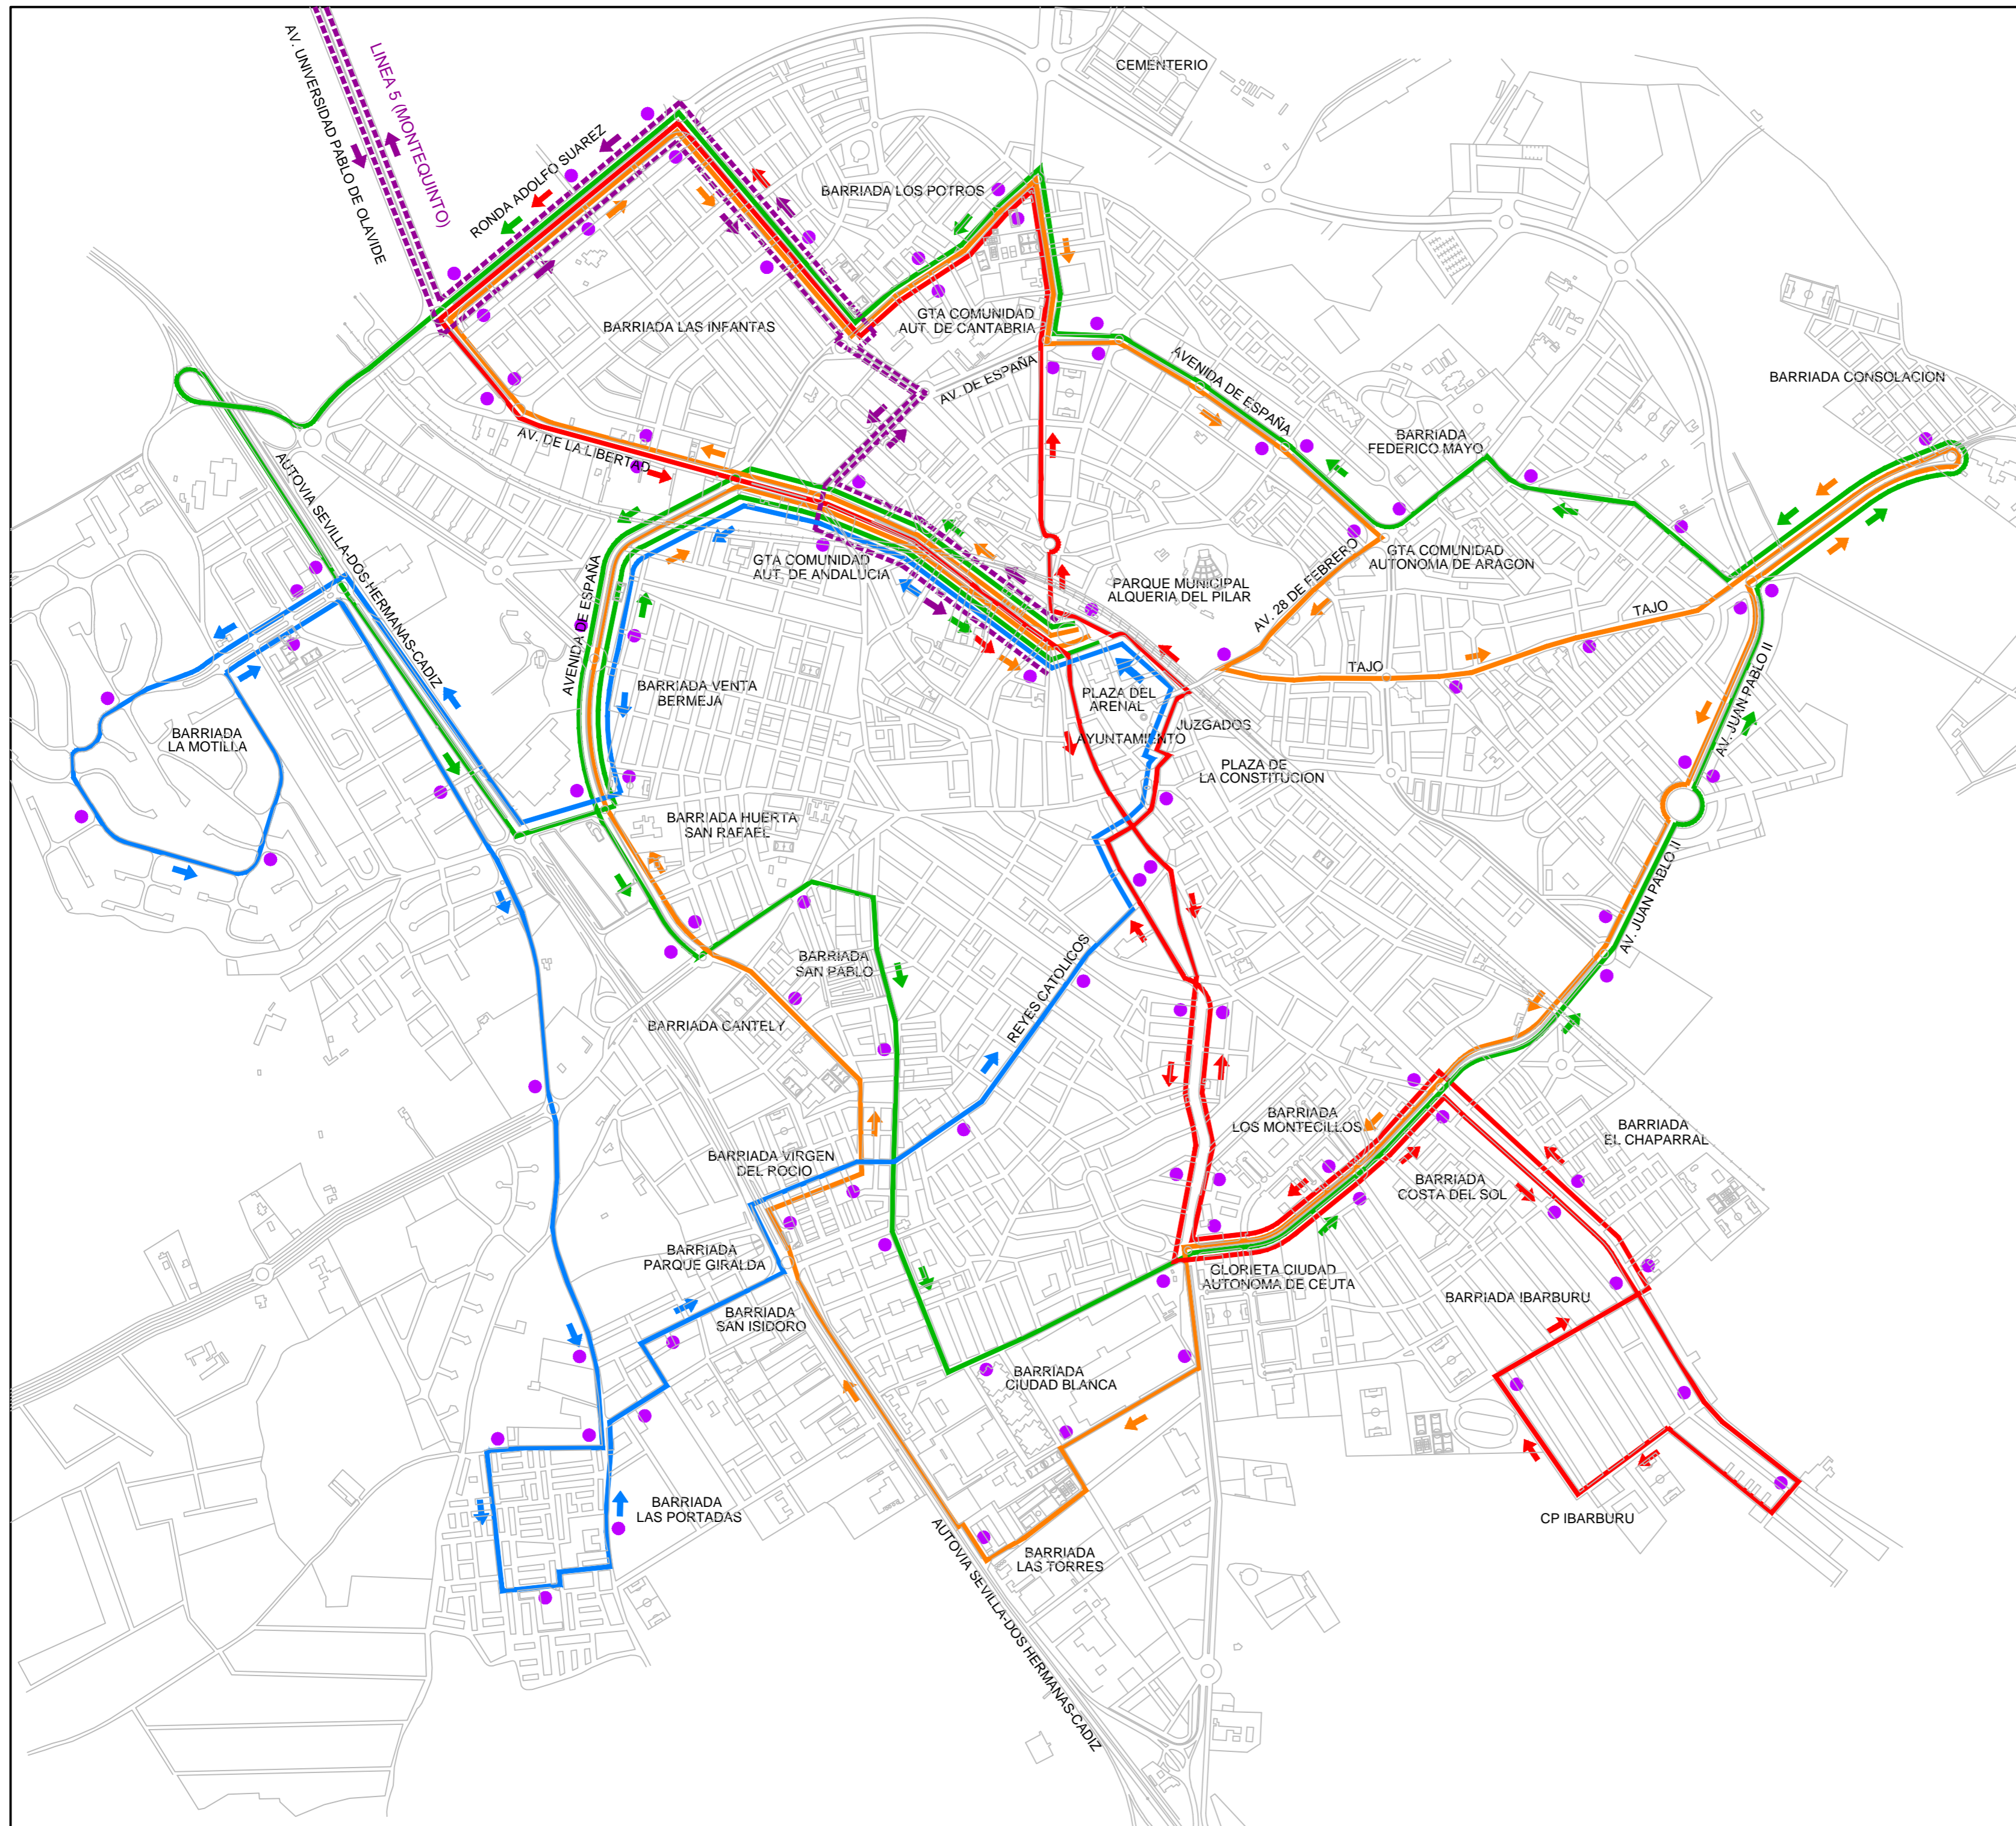 CEMENTERIO
AV. UNIVERSIDAD PABLO DE OLAVIDE
LINEA 5 (MONTEQUINTO)
RONDA ADOLFO SUAREZ
BARRIADA LOS POTROS
BARRIADA LAS INFANTAS
GTA COMUNIDAD
AUT. DE CANTABRIA
AV. DE ESPAÑA
AVENIDA DE ESPAÑA
BARRIADA CONSOLACION
BARRIADA
FEDERICO MAYO
AV. DE LA LIBERTAD
AUTOVIA SEVILLA-DOS HERMANAS-CADIZ
GTA COMUNIDAD
AUT. DE ANDALUCIA
GTA COMUNIDAD
AUTONOMA DE ARAGON
PARQUE MUNICIPAL
ALQUERIA DEL PILAR
AV. 28 DE FEBRERO
TAJO
TAJO
AVENIDA DE ESPAÑA
BARRIADA VENTA
BERMEJA
PLAZA DEL
ARENAL
JUZGADOS
AYUNTAMIENTO
PLAZA DE
LA CONSTITUCION
AV. JUAN PABLO II
BARRIADA
LA MOTILLA
BARRIADA HUERTA
SAN RAFAEL
AV. JUAN PABLO II
BARRIADA
SAN PABLO
REYES CATOLICOS
BARRIADA CANTELY
BARRIADA
LOS MONTECILLOS
BARRIADA
EL CHAPARRAL
BARRIADA VIRGEN
DEL ROCIO
BARRIADA
COSTA DEL SOL
BARRIADA
PARQUE GIRALDA
GLORIETA CIUDAD
AUTONOMA DE CEUTA
BARRIADA IBARBURU
BARRIADA
SAN ISIDORO
BARRIADA
CIUDAD BLANCA
BARRIADA
LAS PORTADAS
CP IBARBURU
BARRIADA
LAS TORRES
AUTOVIA SEVILLA-DOS HERMANAS-CADIZ